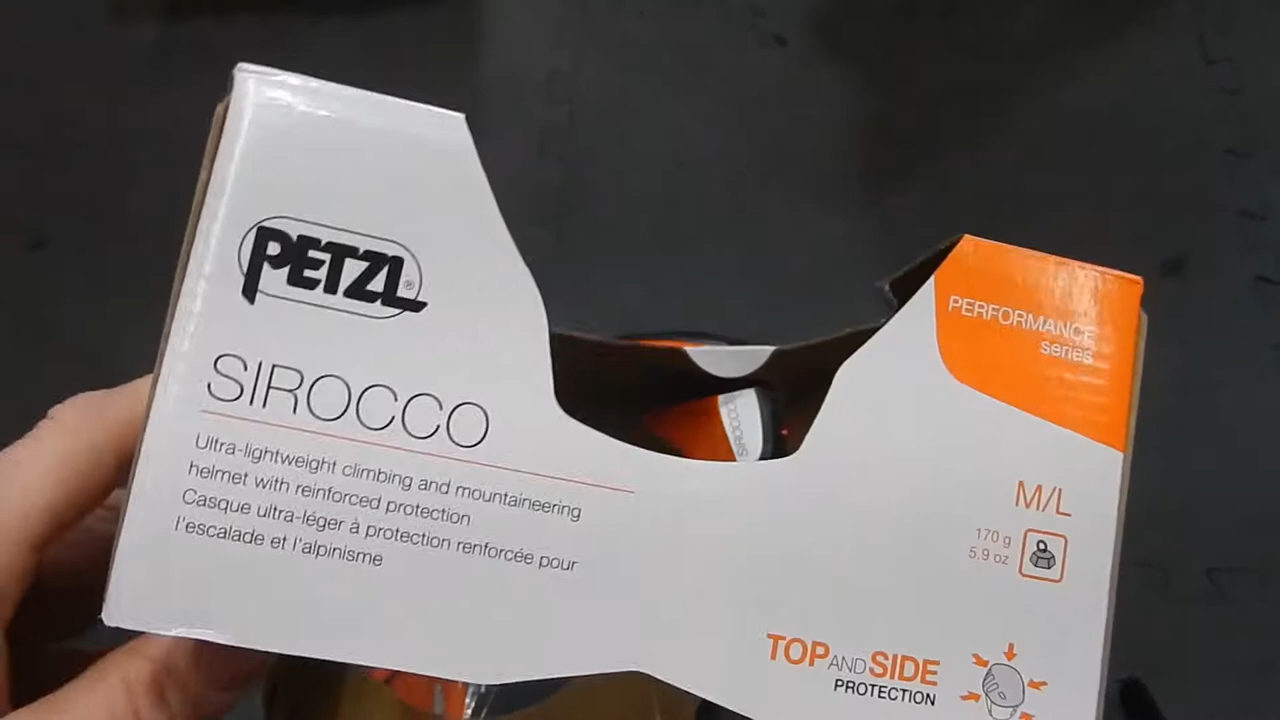 PETZL®
SIROCCO
Ultra-lightweight climbing and mountaineering
helmet with reinforced protection
Casque ultra-léger à protection renforcée pour
l'escalade et l'alpinisme
SIROCCO
PERFORMANCE
series
M/L
170 g
5.9 oz
TOP AND SIDE
PROTECTION